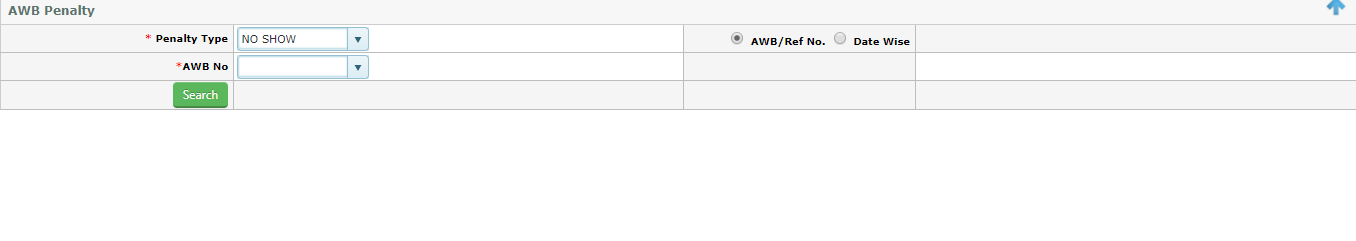 AWB Penalty
* Penalty Type NO SHOW AWB/Ref No. Date Wise
*AWB No
Search